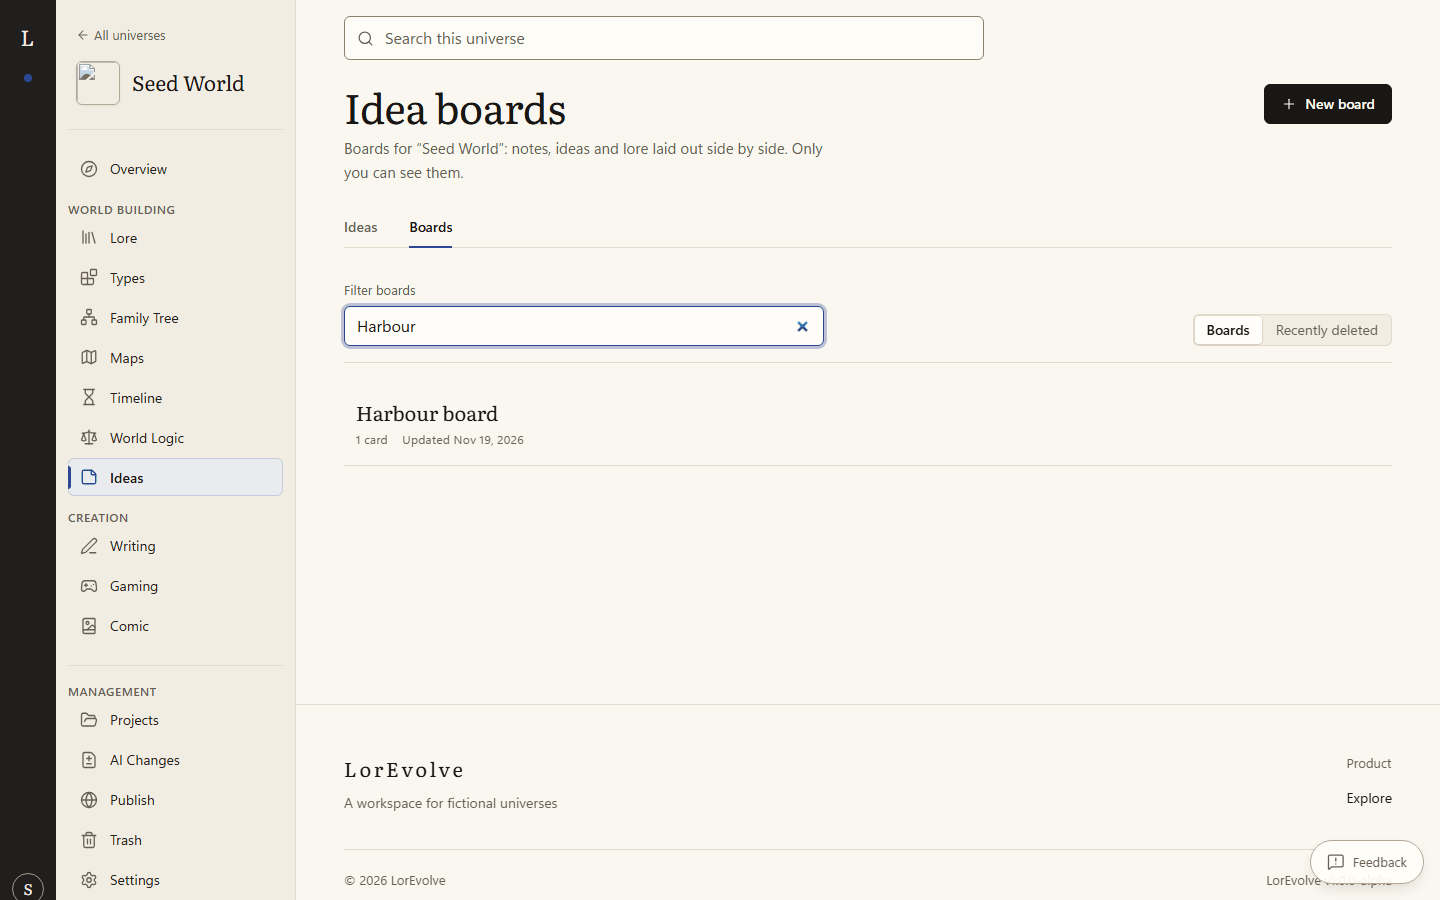 L
All universes
Seed World
Overview
WORLD BUILDING
Lore
Types
Family Tree
Maps
Timeline
World Logic
Ideas
CREATION
Writing
Gaming
Comic
MANAGEMENT
Projects
AI Changes
Publish
Trash
Settings
S
Search this universe
Idea boards
New board
Boards for “Seed World”: notes, ideas and lore laid out side by side. Only
you can see them.
Ideas
Boards
Filter boards
Harbour
Boards
Recently deleted
Harbour board
1 card Updated Nov 19, 2026
LorEvolve
A workspace for fictional universes
Product
Explore
© 2026 LorEvolve
LorEvolve
Feedback